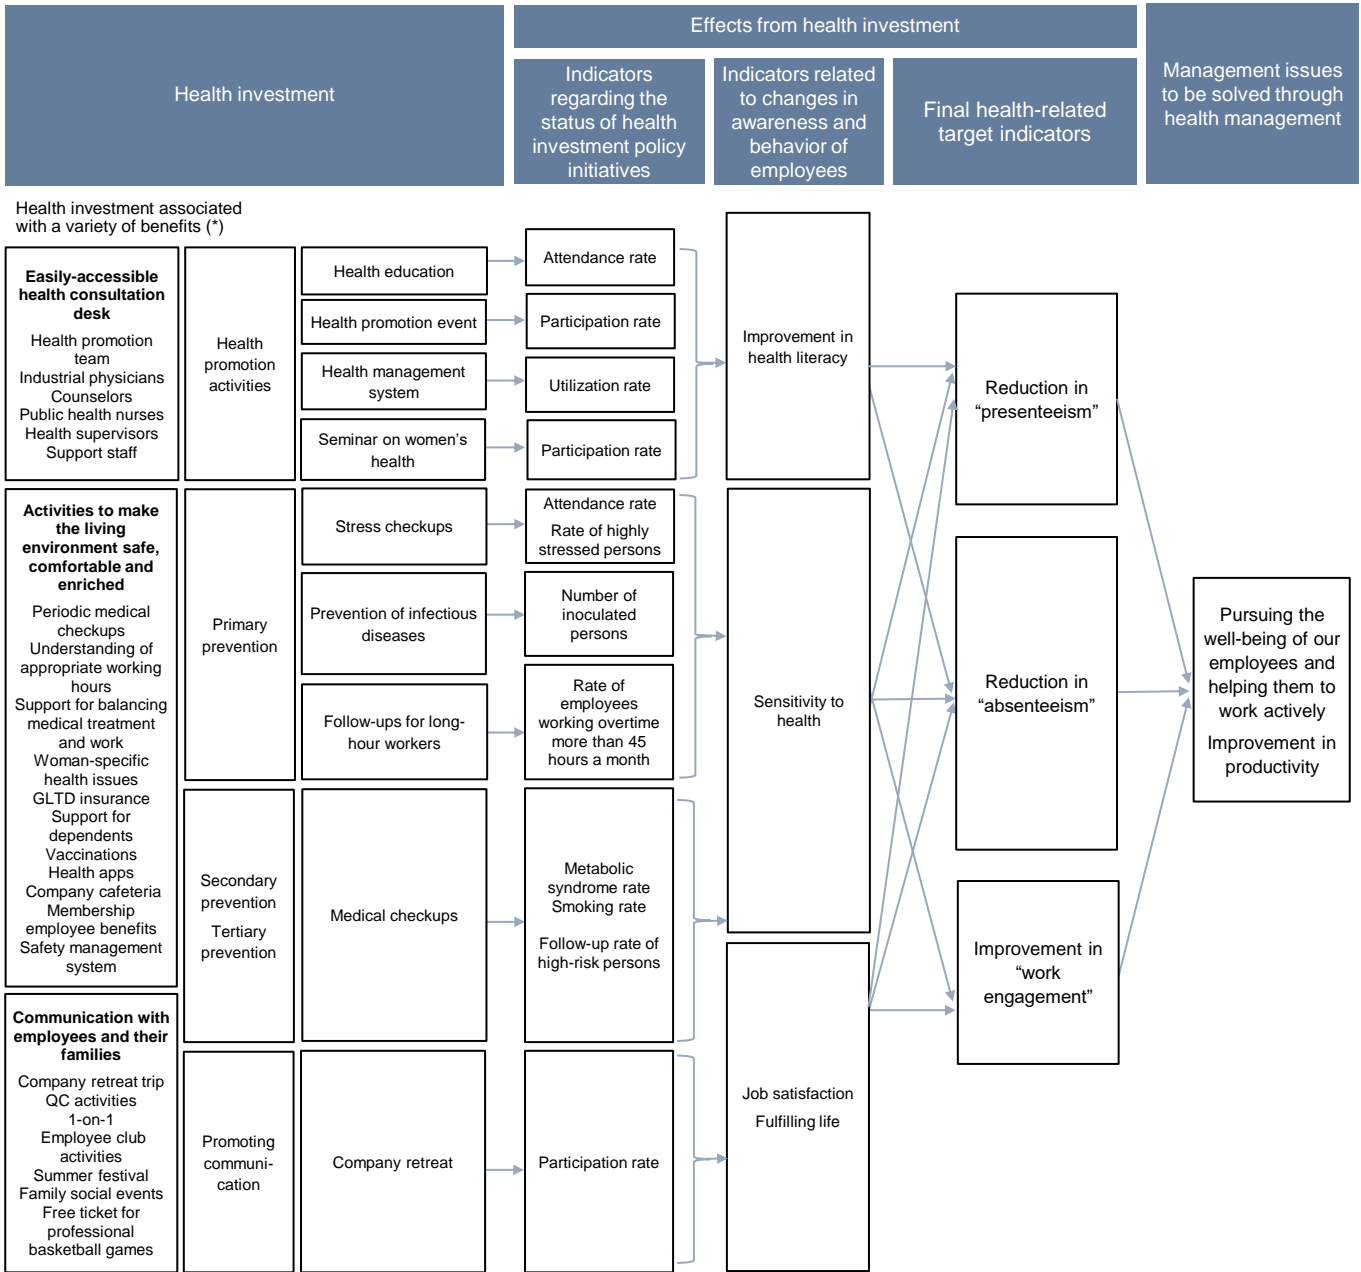 Health investment
Effects from health investment
Indicators
regarding the
status of health
investment policy
initiatives
Indicators related
to changes in
awareness and
behavior of
employees
Final health-related
target indicators
Management issues
to be solved through
health management
Health investment associated
with a variety of benefits (*)
Easily-accessible
health consultation
desk
Health promotion
team
Industrial physicians
Counselors
Public health nurses
Health supervisors
Support staff
Activities to make
the living
environment safe,
comfortable and
enriched
Periodic medical
checkups
Understanding of
appropriate working
hours
Support for balancing
medical treatment
and work
Woman-specific
health issues
GLTD insurance
Support for
dependents
Vaccinations
Health apps
Company cafeteria
Membership
employee benefits
Safety management
system
Communication with
employees and their
families
Company retreat trip
QC activities
1-on-1
Employee club
activities
Summer festival
Family social events
Free ticket for
professional
basketball games
Health
promotion
activities
Primary
prevention
Secondary
prevention
Tertiary
prevention
Promoting
communi-
cation
Health education
Health promotion event
Health management
system
Seminar on women’s
health
Stress checkups
Prevention of infectious
diseases
Follow-ups for long-
hour workers
Medical checkups
Company retreat
Attendance rate
Participation rate
Utilization rate
Participation rate
Attendance rate
Rate of highly
stressed persons
Number of
inoculated
persons
Rate of
employees
working overtime
more than 45
hours a month
Metabolic
syndrome rate
Smoking rate
Follow-up rate of
high-risk persons
Participation rate
Improvement in
health literacy
Sensitivity to
health
Job satisfaction
Fulfilling life
Reduction in
“presenteeism”
Reduction in
“absenteeism”
Improvement in
“work
engagement”
Pursuing the
well-being of our
employees and
helping them to
work actively
Improvement in
productivity